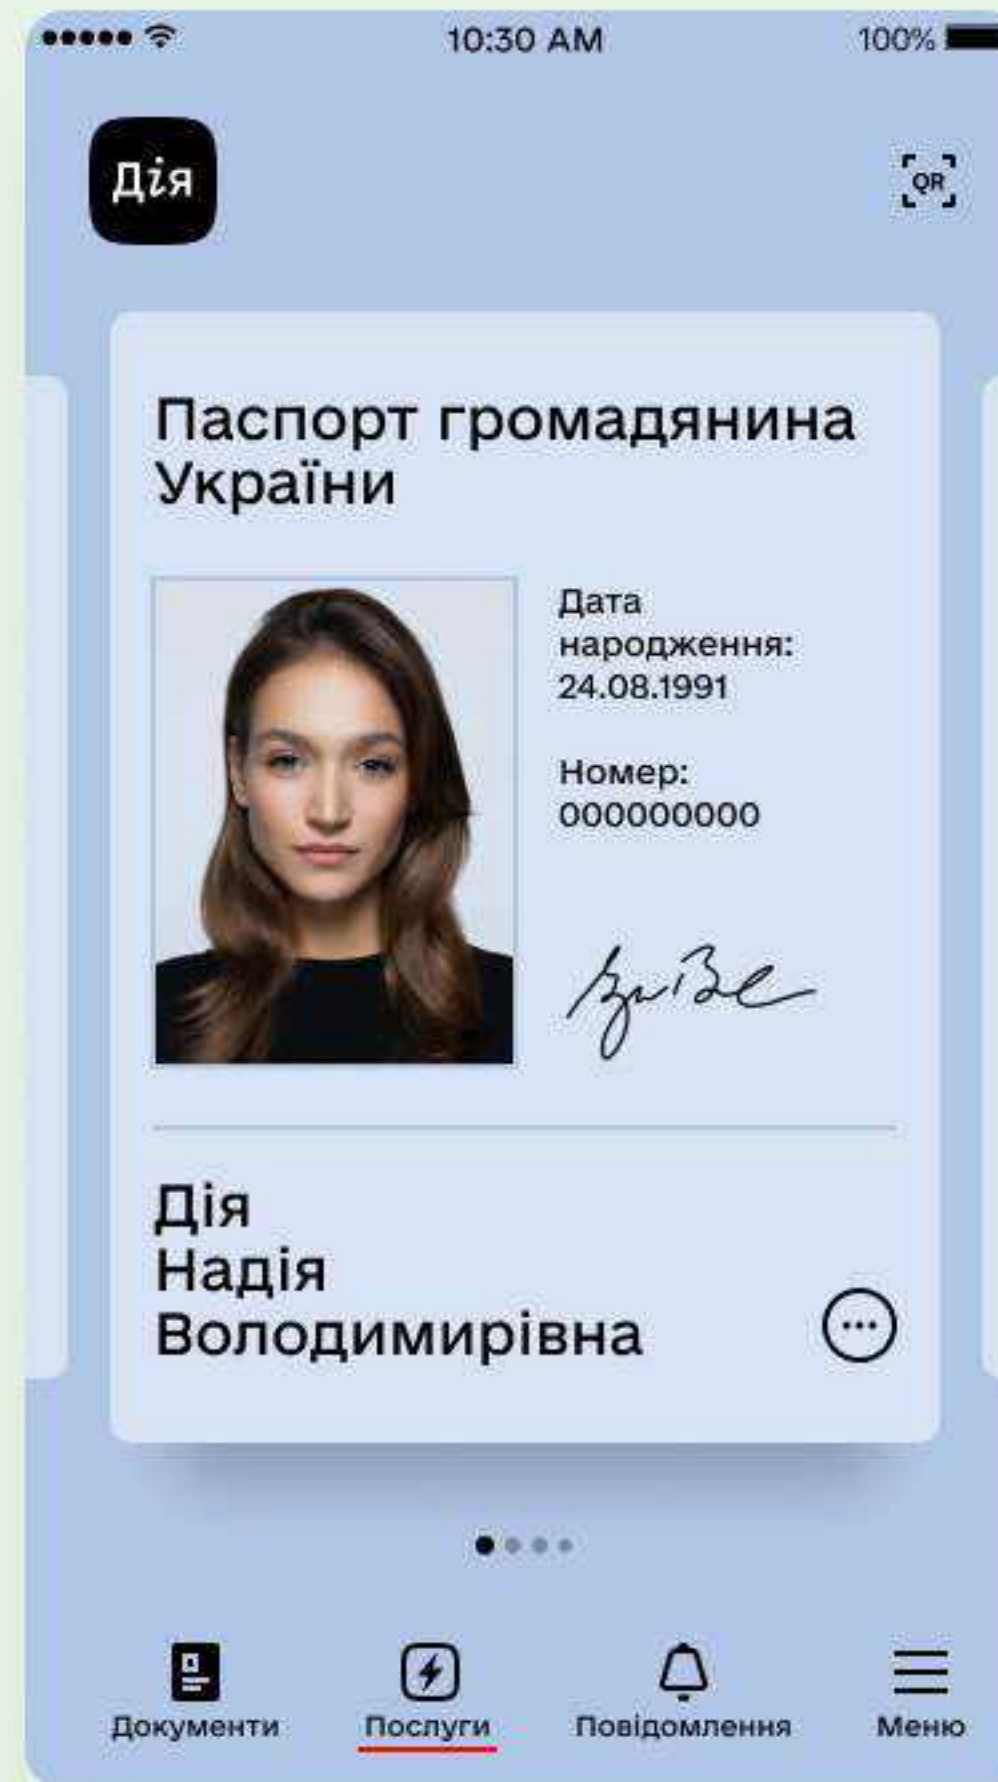 10:30 AM
100%
Дія
QR
Паспорт громадянина
України
Дата
народження:
24.08.1991
Номер:
000000000
Дія
Надія
Володимирівна
Документи
Послуги
Повідомлення
Меню